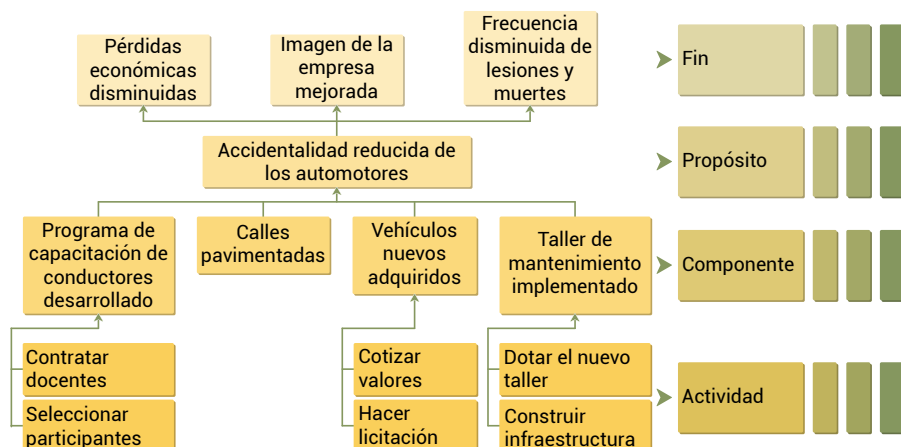 Pérdidas
económicas
disminuidas
Imagen de la
empresa
mejorada
Frecuencia
disminuida de
lesiones y
muertes
Fin
Accidentalidad reducida de
los automotores
Propósito
Programa de
capacitación de
conductores
desarrollado
Calles
pavimentadas
Vehículos
nuevos
adquiridos
Taller de
mantenimiento
implementado
Componente
Contratar
docentes
Seleccionar
participantes
Cotizar
valores
Hacer
licitación
Dotar el nuevo
taller
Construir
infraestructura
Actividad